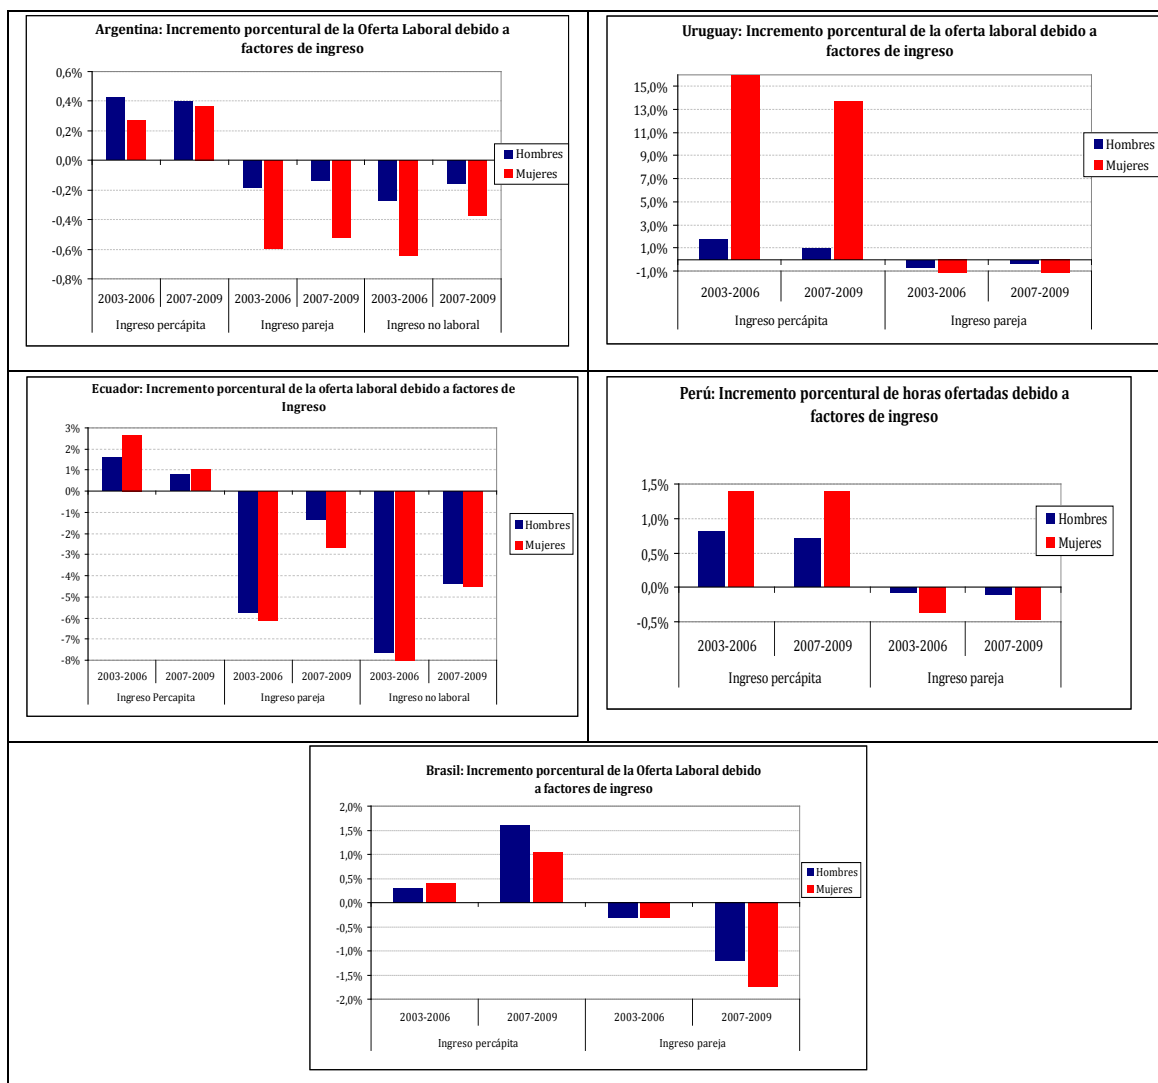 Argentina: Incremento porcentural de la Oferta Laboral debido a
factores de ingreso
0,6%
0,4%
0,2%
0,0%
-0,2%
-0,4%
-0,6%
-0,8%
Hombres
Mujeres
2003-2006 2007-2009 2003-2006 2007-2009 2003-2006 2007-2009
Ingreso percápita Ingreso pareja Ingreso no laboral
Uruguay: Incremento porcentural de la oferta laboral debido a
factores de ingreso
15,0%
13,0%
11,0%
9,0%
7,0%
5,0%
3,0%
1,0%
-1,0%
Hombres
Mujeres
2003-2006 2007-2009 2003-2006 2007-2009
Ingreso percápita Ingreso pareja
Ecuador: Incremento porcentural de la oferta laboral debido a factores de
Ingreso
3%
2%
1%
0%
-1%
-2%
-3%
-4%
-5%
-6%
-7%
-8%
Hombres
Mujeres
2003-2006 2007-2009 2003-2006 2007-2009 2003-2006 2007-2009
Ingreso Percapita Ingreso pareja Ingreso no laboral
Perú: Incremento porcentural de horas ofertadas debido a
factores de ingreso
1,5%
1,0%
0,5%
0,0%
-0,5%
Hombres
Mujeres
2003-2006 2007-2009 2003-2006 2007-2009
Ingreso percápita Ingreso pareja
Brasil: Incremento porcentural de la Oferta Laboral debido
a factores de ingreso
2,0%
1,5%
1,0%
0,5%
0,0%
-0,5%
-1,0%
-1,5%
-2,0%
Hombres
Mujeres
2003-2006 2007-2009 2003-2006 2007-2009
Ingreso percápita Ingreso pareja